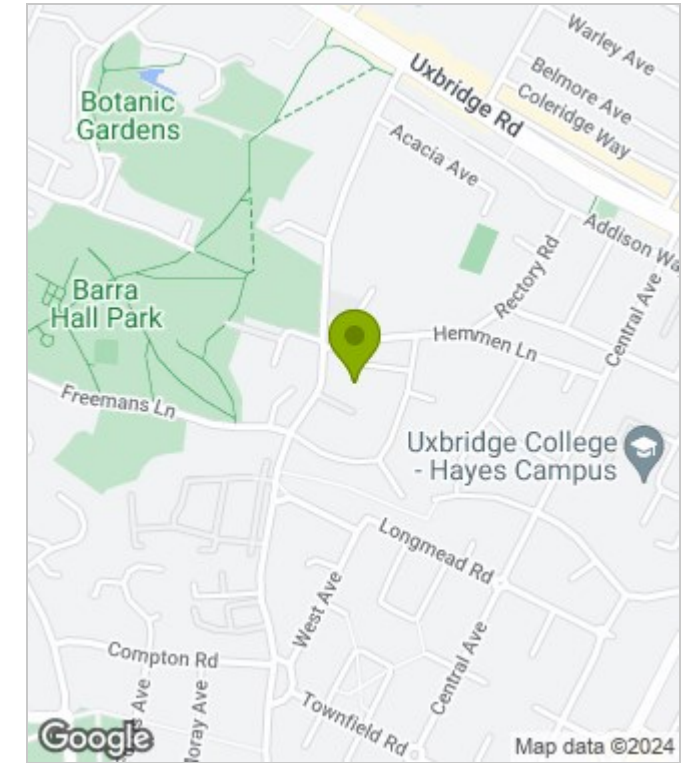 Warley Ave
Uxbridge Rd
Belmore Ave
Coleridge Way
Botanic
Gardens
Acacia Ave
Addison Wa
Rectory Rd
Central Ave
Barra
Hall Park
Hemmen Ln
Freemans Ln
Uxbridge College
- Hayes Campus
Longmead Rd
West Ave
Compton Rd
Central Ave
s Ave
Moray Ave
Townfield Rd
Google
Map data ©2024